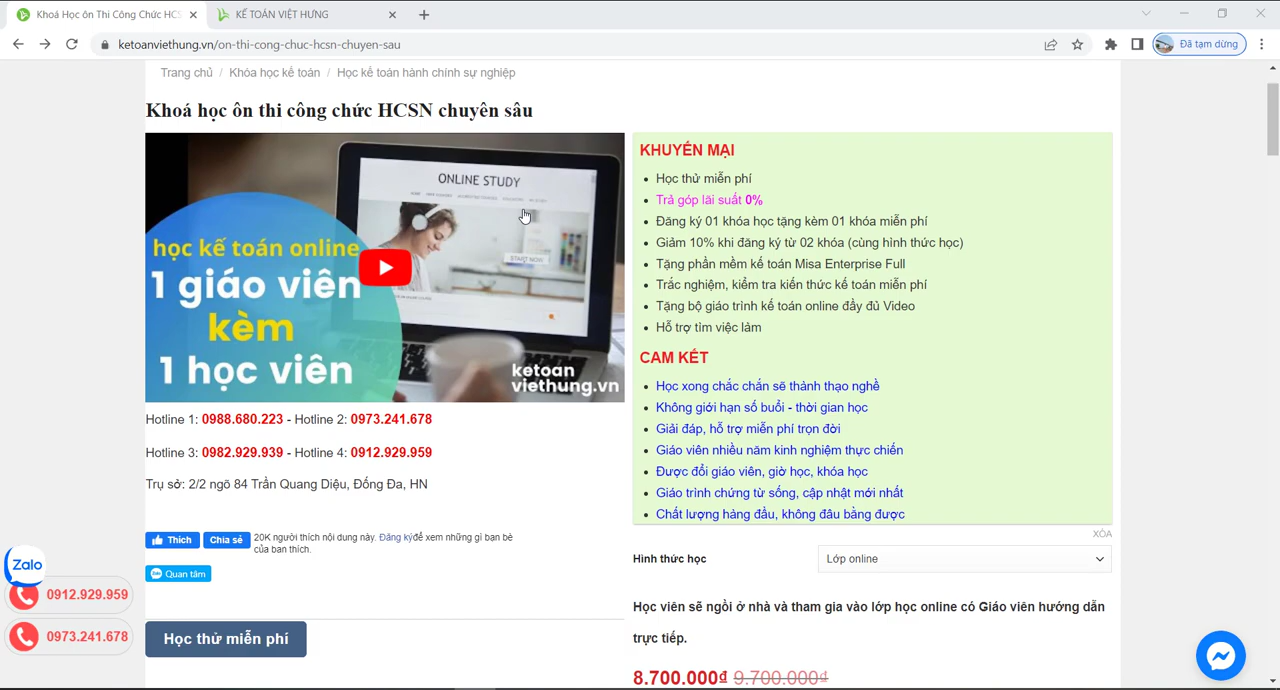 Khoá Học ôn Thi Công Chức HCS
KẾ TOÁN VIỆT HƯNG
ketoanviethung.vn/on-thi-cong-chuc-hcsn-chuyen-sau
Đã tạm dừng
Trang chủ / Khóa học kế toán / Học kế toán hành chính sự nghiệp
Khoá học ôn thi công chức HCSN chuyên sâu
ONLINE STUDY
START NOW
học kế toán online
1 giáo viên
kèm
1 học viên
ketoan
viethung.vn
Hotline 1: 0988.680.223 - Hotline 2: 0973.241.678
Hotline 3: 0982.929.939 - Hotline 4: 0912.929.959
Trụ sở: 2/2 ngõ 84 Trần Quang Diệu, Đống Đa, HN
Thích
Chia sẻ
20K người thích nội dung này. Đăng kýđể xem những gì bạn bè
của bạn thích.
Quan tâm
Học thử miễn phí
Zalo
0912.929.959
0973.241.678
KHUYẾN MẠI
Học thử miễn phí
Trả góp lãi suất 0%
Đăng ký 01 khóa học tặng kèm 01 khóa miễn phí
Giảm 10% khi đăng ký từ 02 khóa (cùng hình thức học)
Tặng phần mềm kế toán Misa Enterprise Full
Trắc nghiệm, kiểm tra kiến thức kế toán miễn phí
Tặng bộ giáo trình kế toán online đầy đủ Video
Hỗ trợ tìm việc làm
CAM KẾT
Học xong chắc chắn sẽ thành thạo nghề
Không giới hạn số buổi - thời gian học
Giải đáp, hỗ trợ miễn phí trọn đời
Giáo viên nhiều năm kinh nghiệm thực chiến
Được đổi giáo viên, giờ học, khóa học
Giáo trình chứng từ sống, cập nhật mới nhất
Chất lượng hàng đầu, không đâu bằng được
XÓA
Hình thức học
Lớp online
Học viên sẽ ngồi ở nhà và tham gia vào lớp học online có Giáo viên hướng dẫn
trực tiếp.
8.700.000₫ 9.700.000₫